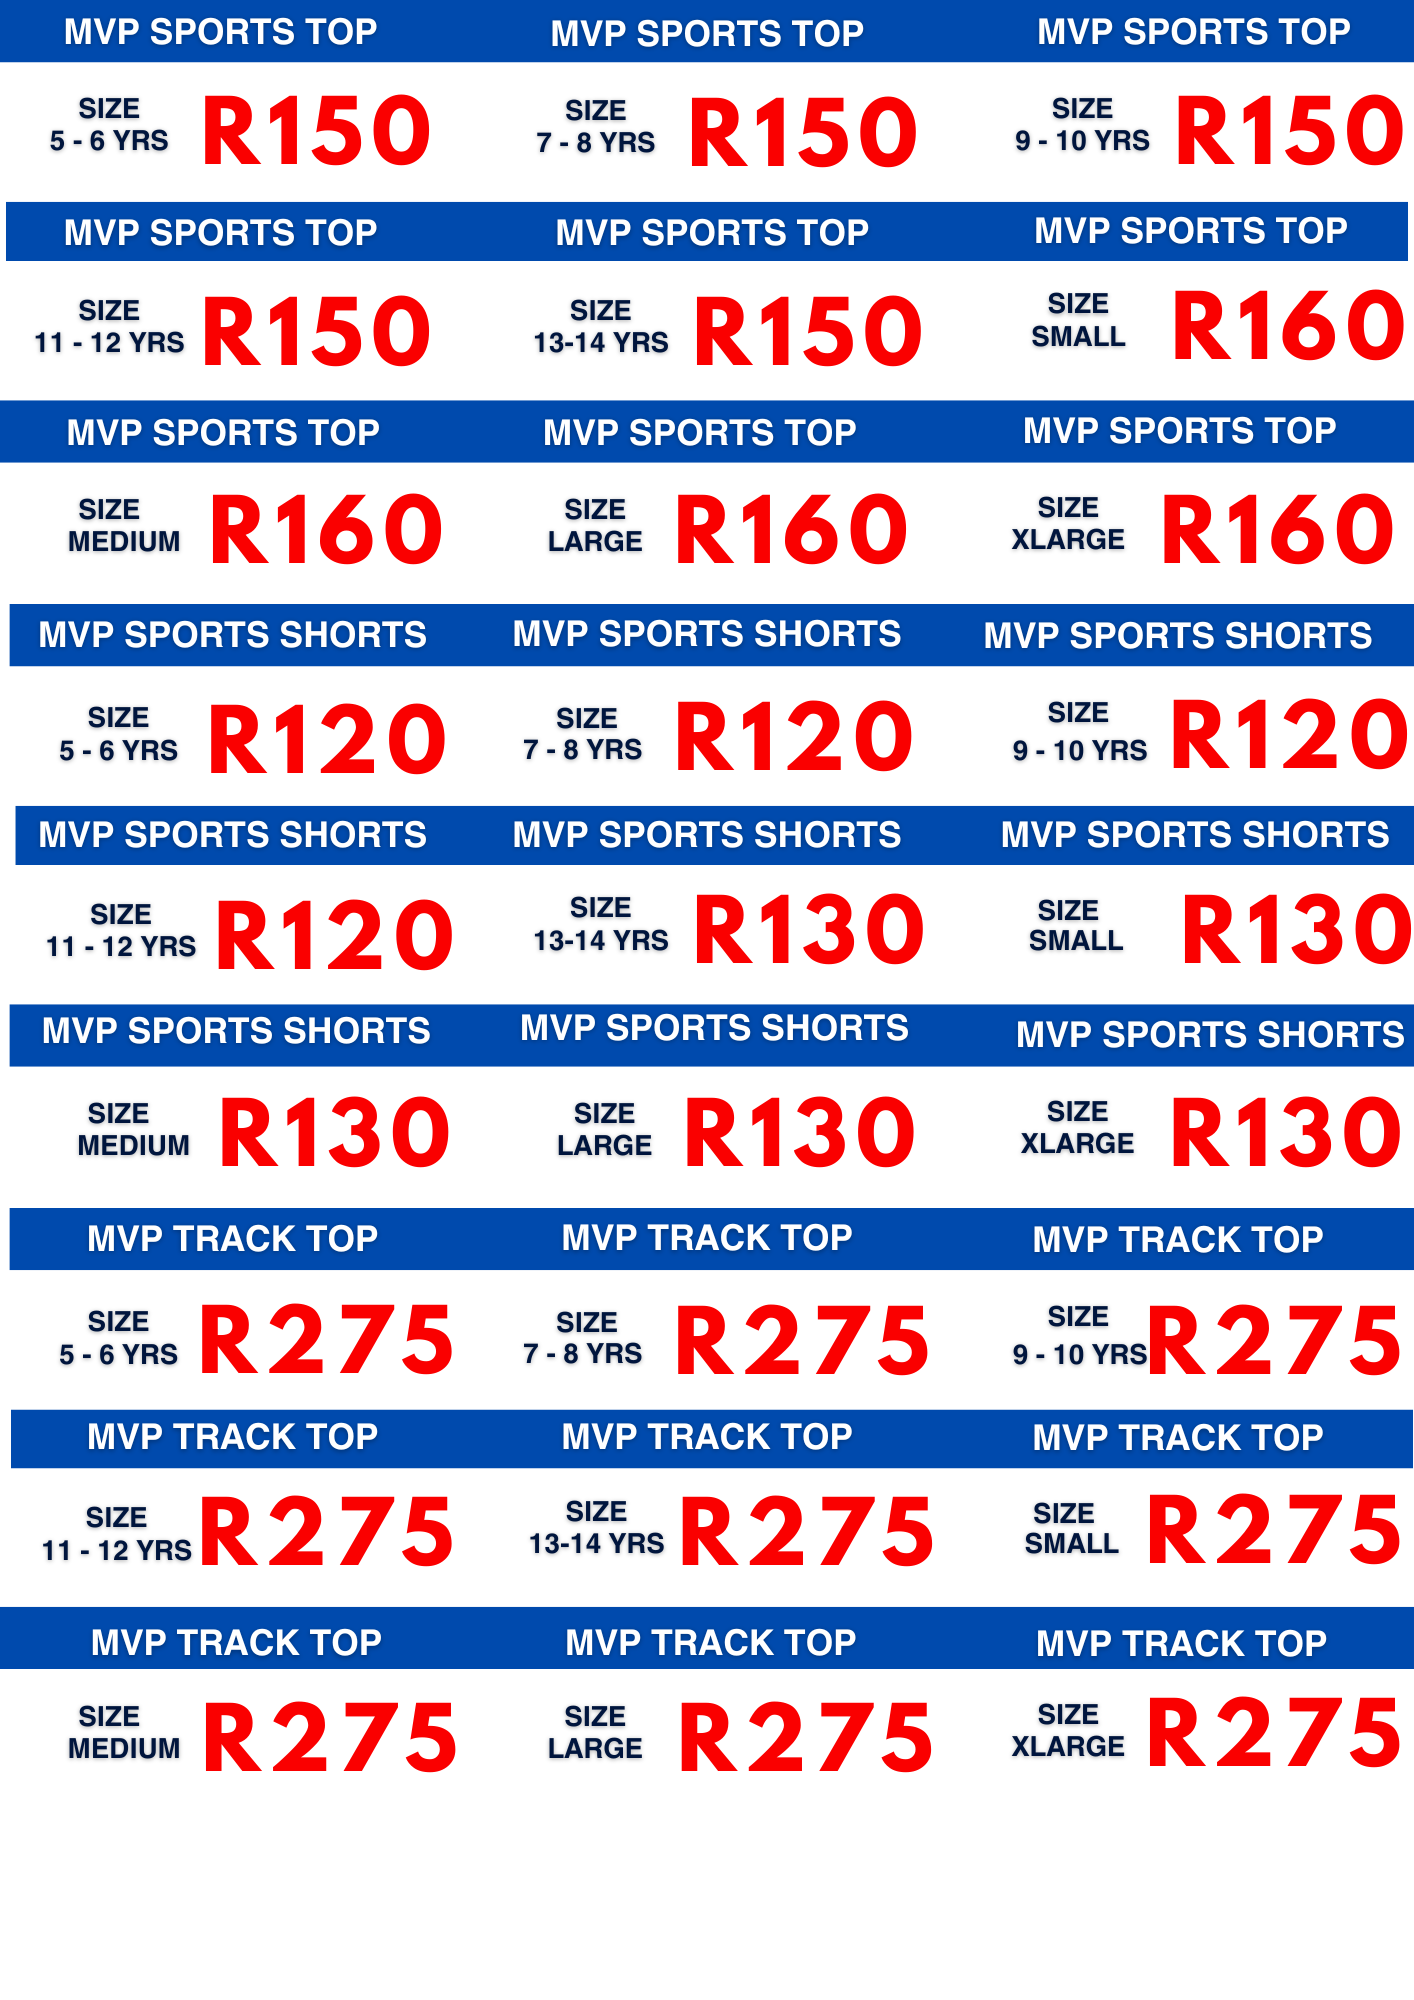 MVP SPORTS TOP
SIZE
5 - 6 YRS
R150
MVP SPORTS TOP
SIZE
7 - 8 YRS
R150
MVP SPORTS TOP
SIZE
9 - 10 YRS
R150
MVP SPORTS TOP
SIZE
11 - 12 YRS
R150
MVP SPORTS TOP
SIZE
13-14 YRS
R150
MVP SPORTS TOP
SIZE
SMALL
R160
MVP SPORTS TOP
SIZE
MEDIUM
R160
MVP SPORTS TOP
SIZE
LARGE
R160
MVP SPORTS TOP
SIZE
XLARGE
R160
MVP SPORTS SHORTS
SIZE
5 - 6 YRS
R120
MVP SPORTS SHORTS
SIZE
7 - 8 YRS
R120
MVP SPORTS SHORTS
SIZE
9 - 10 YRS
R120
MVP SPORTS SHORTS
SIZE
11 - 12 YRS
R120
MVP SPORTS SHORTS
SIZE
13-14 YRS
R130
MVP SPORTS SHORTS
SIZE
SMALL
R130
MVP SPORTS SHORTS
SIZE
MEDIUM
R130
MVP SPORTS SHORTS
SIZE
LARGE
R130
MVP SPORTS SHORTS
SIZE
XLARGE
R130
MVP TRACK TOP
SIZE
5 - 6 YRS
R275
MVP TRACK TOP
SIZE
7 - 8 YRS
R275
MVP TRACK TOP
SIZE
9 - 10 YRS
R275
MVP TRACK TOP
SIZE
11 - 12 YRS
R275
MVP TRACK TOP
SIZE
13-14 YRS
R275
MVP TRACK TOP
SIZE
SMALL
R275
MVP TRACK TOP
SIZE
MEDIUM
R275
MVP TRACK TOP
SIZE
LARGE
R275
MVP TRACK TOP
SIZE
XLARGE
R275